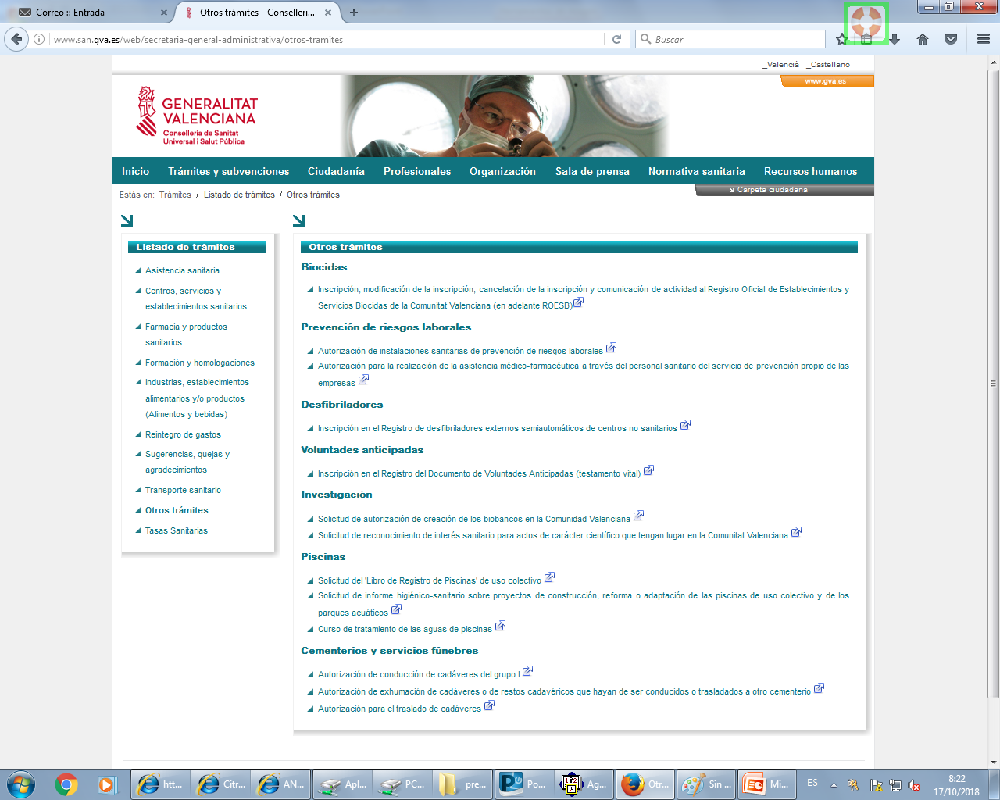 Correo :: Entrada
Otros trámites - Conselleri...
www.san.gva.es/web/secretaria-general-administrativa/otros-tramites
Buscar
_Valencià _Castellano
www.gva.es
GENERALITAT
VALENCIANA
Conselleria de Sanitat
Universal i Salut Pública
Inicio Trámites y subvenciones Ciudadanía Profesionales Organización Sala de prensa Normativa sanitaria Recursos humanos
Estás en: Trámites / Listado de trámites / Otros trámites
Carpeta ciudadana
Listado de trámites
Asistencia sanitaria
Centros, servicios y
establecimientos sanitarios
Farmacia y productos
sanitarios
Formación y homologaciones
Industrias, establecimientos
alimentarios y/o productos
(Alimentos y bebidas)
Reintegro de gastos
Sugerencias, quejas y
agradecimientos
Transporte sanitario
Otros trámites
Tasas Sanitarias
Otros trámites
Biocidas
Inscripción, modificación de la inscripción, cancelación de la inscripción y comunicación de actividad al Registro Oficial de Establecimientos y
Servicios Biocidas de la Comunitat Valenciana (en adelante ROESB)
Prevención de riesgos laborales
Autorización de instalaciones sanitarias de prevención de riesgos laborales
Autorización para la realización de la asistencia médico-farmacéutica a través del personal sanitario del servicio de prevención propio de las
empresas
Desfibriladores
Inscripción en el Registro de desfibriladores externos semiautomáticos de centros no sanitarios
Voluntades anticipadas
Inscripción en el Registro del Documento de Voluntades Anticipadas (testamento vital)
Investigación
Solicitud de autorización de creación de los biobancos en la Comunidad Valenciana
Solicitud de reconocimiento de interés sanitario para actos de carácter científico que tengan lugar en la Comunitat Valenciana
Piscinas
Solicitud del 'Libro de Registro de Piscinas' de uso colectivo
Solicitud de informe higiénico-sanitario sobre proyectos de construcción, reforma o adaptación de las piscinas de uso colectivo y de los
parques acuáticos
Curso de tratamiento de las aguas de piscinas
Cementerios y servicios fúnebres
Autorización de conducción de cadáveres del grupo I
Autorización de exhumación de cadáveres o de restos cadavéricos que hayan de ser conducidos o trasladados a otro cementerio
Autorización para el traslado de cadáveres
htt... Citr... AN... Apl... PC... pre... Po... Ag... Otr... Sin ... Mi... ES 8:22
17/10/2018